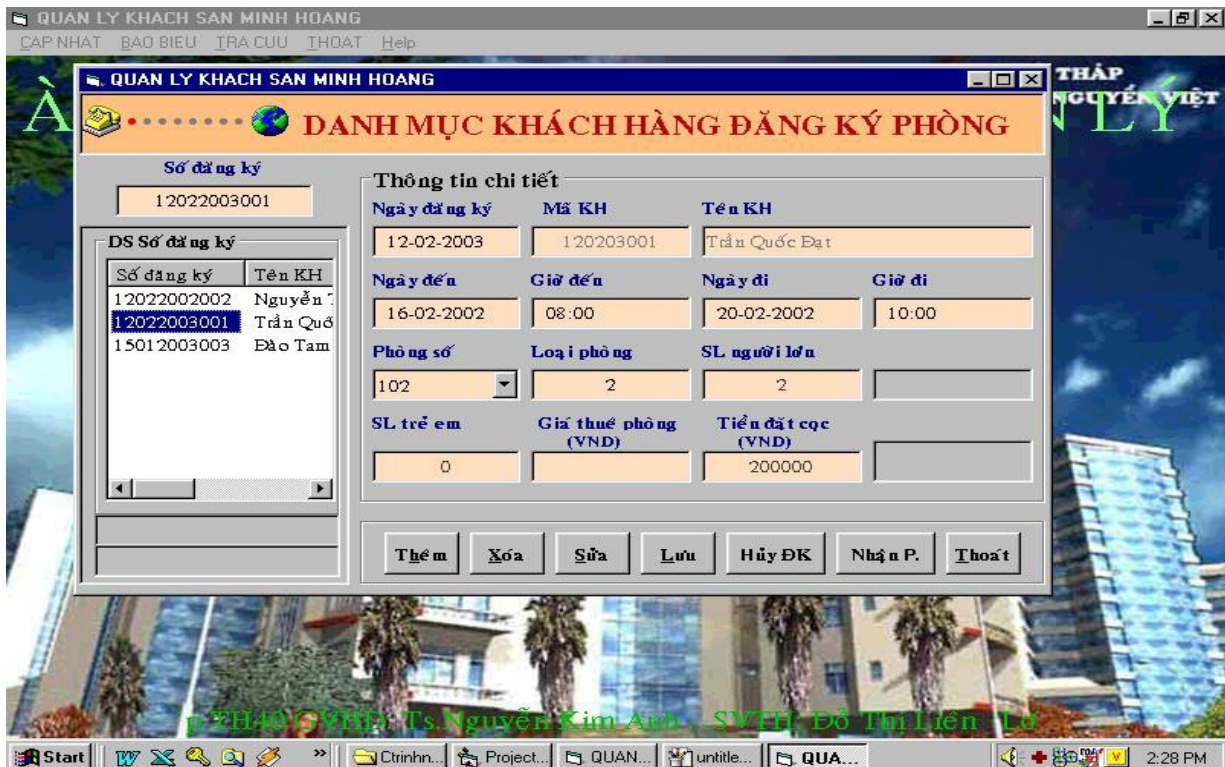 QUAN LY KHACH SAN MINH HOANG
CAP NHAT BAO BIEU TRA CUU THOAT Help
THÁP
NGUYỄN VIỆT
À
N LÝ
QUAN LY KHACH SAN MINH HOANG
DANH MỤC KHÁCH HÀNG ĐĂNG KÝ PHÒNG
Số đăng ký
12022003001
DS Số đăng ký
Số đăng ký Tên KH
12022002002 Nguyễn
12022003001 Trần Quố
15012003003 Đào Tam
Thông tin chi tiết
Ngày đăng ký Mã KH Tên KH
12-02-2003 120203001 Trần Quốc Đạt
Ngày đến Giờ đến Ngày đi Giờ đi
16-02-2002 08:00 20-02-2002 10:00
Phòng số Loại phòng SL người lớn
102 2 2
SL trẻ em Giá thuê phòng (VND) Tiền đặt cọc (VND)
0 200000
Thêm Xóa Sửa Lưu Hủy ĐK Nhận P. Thoát
p TH40 GVHD: Ts Nguyễn Kim Anh SVTH: Đỗ Thị Liên Lớ
Start W » Ctrinan... Project... QUAN... untitle... QUA... V 2:28 PM